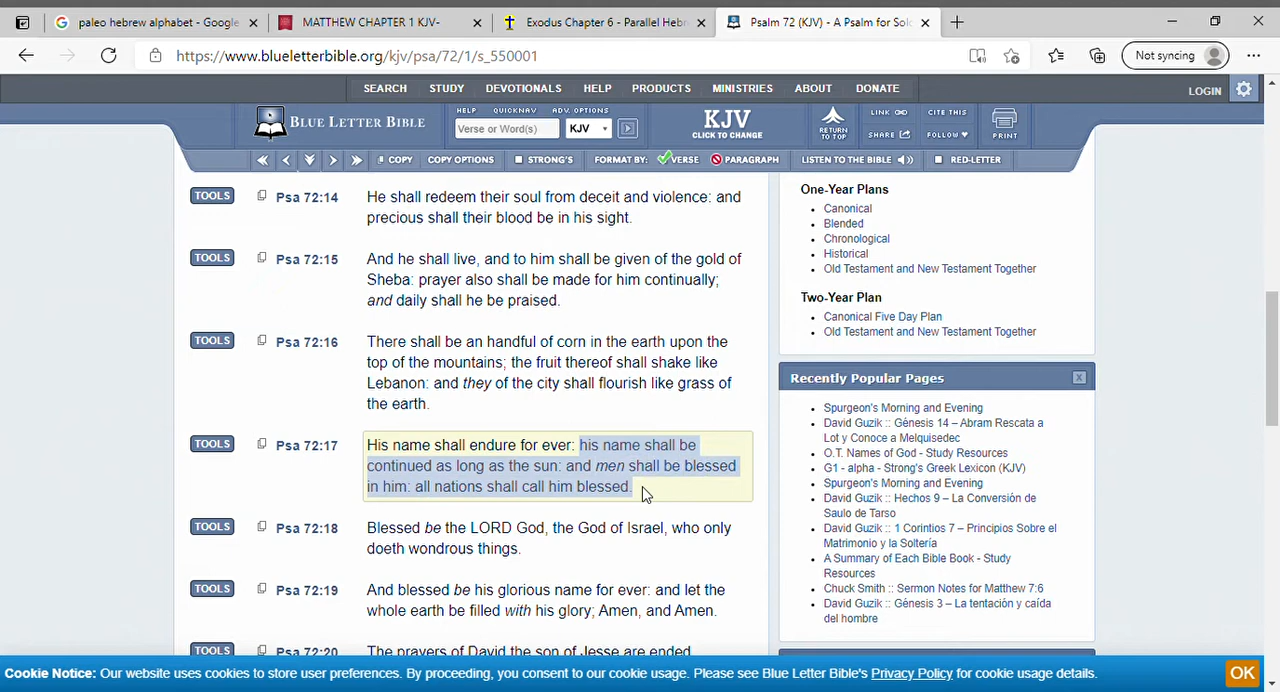 paleo hebrew alphabet - Google
MATTHEW CHAPTER 1 KJV-
Exodus Chapter 6 - Parallel Hebr
Psalm 72 (KJV) - A Psalm for Solo
https://www.blueletterbible.org/kjv/psa/72/1/s_550001
Not syncing
SEARCH STUDY DEVOTIONALS HELP PRODUCTS MINISTRIES ABOUT DONATE
LOGIN
BLUE LETTER BIBLE
HELP QUICKNAV ADV. OPTIONS
Verse or Word(s)
KJV
KJV
CLICK TO CHANGE
RETURN
TO TOP
LINK
CITE THIS
SHARE
FOLLOW
PRINT
COPY COPY OPTIONS STRONG'S FORMAT BY: VERSE PARAGRAPH LISTEN TO THE BIBLE RED-LETTER
TOOLS Psa 72:14 He shall redeem their soul from deceit and violence: and
precious shall their blood be in his sight.
TOOLS Psa 72:15 And he shall live, and to him shall be given of the gold of
Sheba: prayer also shall be made for him continually;
and daily shall he be praised.
TOOLS Psa 72:16 There shall be an handful of corn in the earth upon the
top of the mountains; the fruit thereof shall shake like
Lebanon: and they of the city shall flourish like grass of
the earth.
TOOLS Psa 72:17 His name shall endure for ever: his name shall be
continued as long as the sun: and men shall be blessed
in him: all nations shall call him blessed.
TOOLS Psa 72:18 Blessed be the LORD God, the God of Israel, who only
doeth wondrous things.
TOOLS Psa 72:19 And blessed be his glorious name for ever: and let the
whole earth be filled with his glory; Amen, and Amen.
TOOLS Psa 72:20 The prayers of David the son of Jesse are ended.
One-Year Plans
Canonical
Blended
Chronological
Historical
Old Testament and New Testament Together
Two-Year Plan
Canonical Five Day Plan
Old Testament and New Testament Together
Recently Popular Pages
Spurgeon's Morning and Evening
David Guzik :: Génesis 14 – Abram Rescata a
Lot y Conoce a Melquisedec
O.T. Names of God - Study Resources
G1 - alpha - Strong's Greek Lexicon (KJV)
Spurgeon's Morning and Evening
David Guzik :: Hechos 9 – La Conversión de
Saulo de Tarso
David Guzik :: 1 Corintios 7 – Principios Sobre el
Matrimonio y la Soltería
A Summary of Each Bible Book - Study
Resources
Chuck Smith :: Sermon Notes for Matthew 7:6
David Guzik :: Génesis 3 – La tentación y caída
del hombre
Cookie Notice: Our website uses cookies to store user preferences. By proceeding, you consent to our cookie usage. Please see Blue Letter Bible's Privacy Policy for cookie usage details.
OK